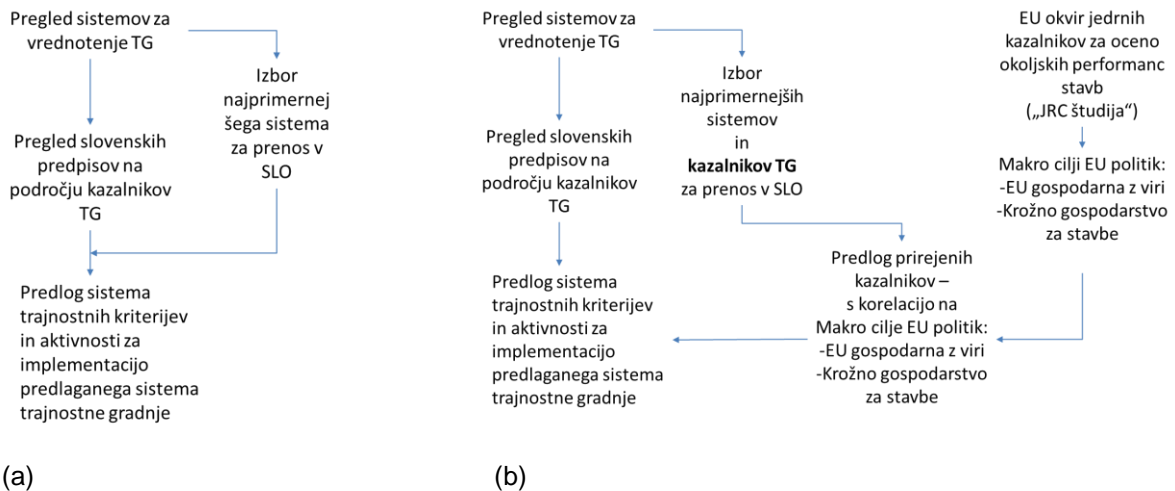 Pregled sistemov za
vrednotenje TG
Izbor
najprimernej
šega sistema
za prenos v
SLO
Pregled slovenskih
predpisov na
področju kazalnikov
TG
Predlog sistema
trajnostnih kriterijev
in aktivnosti za
implementacijo
predlaganega sistema
trajnostne gradnje
(a)
Pregled sistemov za
vrednotenje TG
Izbor
najprimernejših
sistemov
in
kazalnikov TG
za prenos v SLO
EU okvir jedrnih
kazalnikov za oceno
okoljskih performanc
stavb
(„JRC študija“)
Pregled slovenskih
predpisov na
področju kazalnikov
TG
Makro cilji EU politik:
-EU gospodarna z viri
-Krožno gospodarstvo
za stavbe
Predlog prirejenih
kazalnikov –
s korelacijo na
Makro cilje EU politik:
-EU gospodarna z viri
-Krožno gospodarstvo
za stavbe
Predlog sistema
trajnostnih kriterijev
in aktivnosti za
implementacijo
predlaganega sistema
trajnostne gradnje
(b)